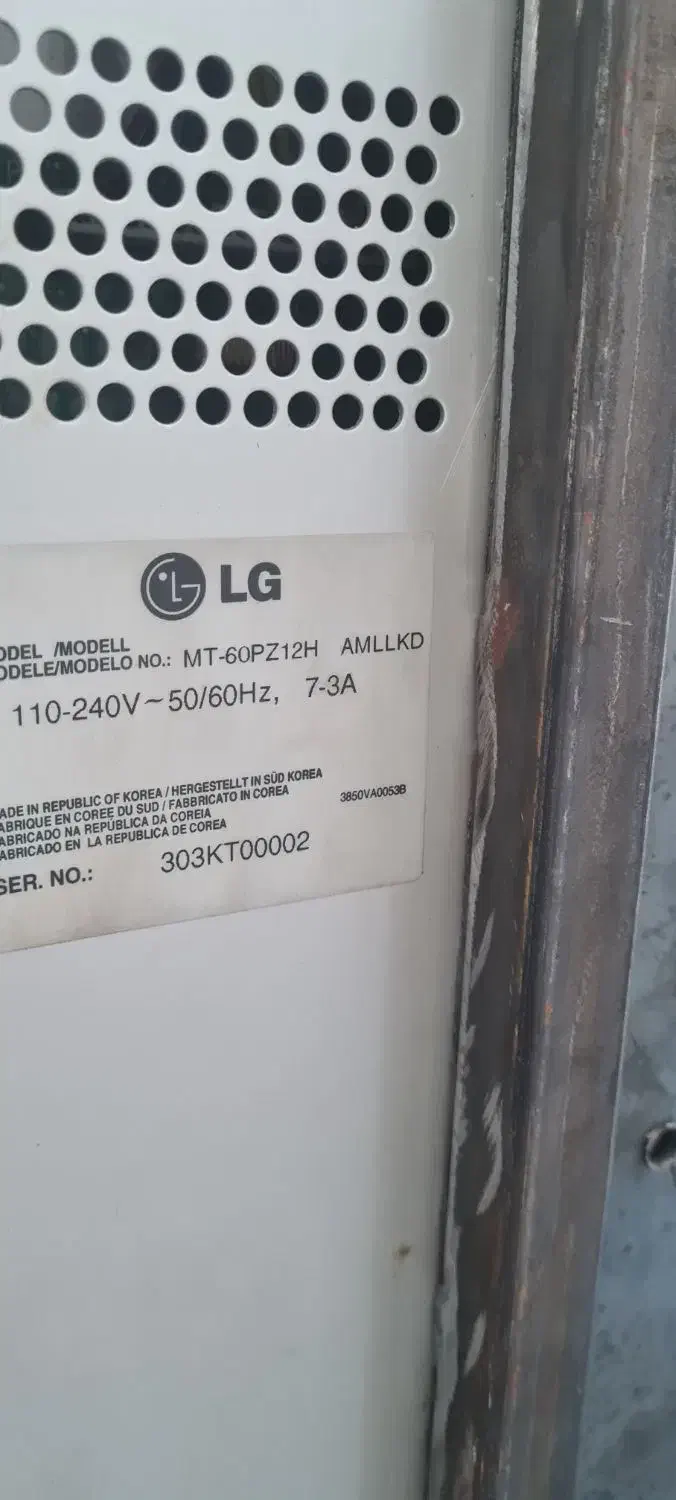 LG
ODEL /MODELL
ODELE/MODELO NO.: MT-60PZ12H AMLLKD
110-240V~50/60Hz, 7-3A
ADE IN REPUBLIC OF KOREA / HERGESTELLT IN SÜD KOREA
ABRIQUE EN COREE DU SUD / FABBRICATO IN COREA
ABRICADO NA REPÚBLICA DA COREIA
ABRICADO EN LA REPUBLICA DE COREA
3850VA0053B
SER. NO.: 303KT00002